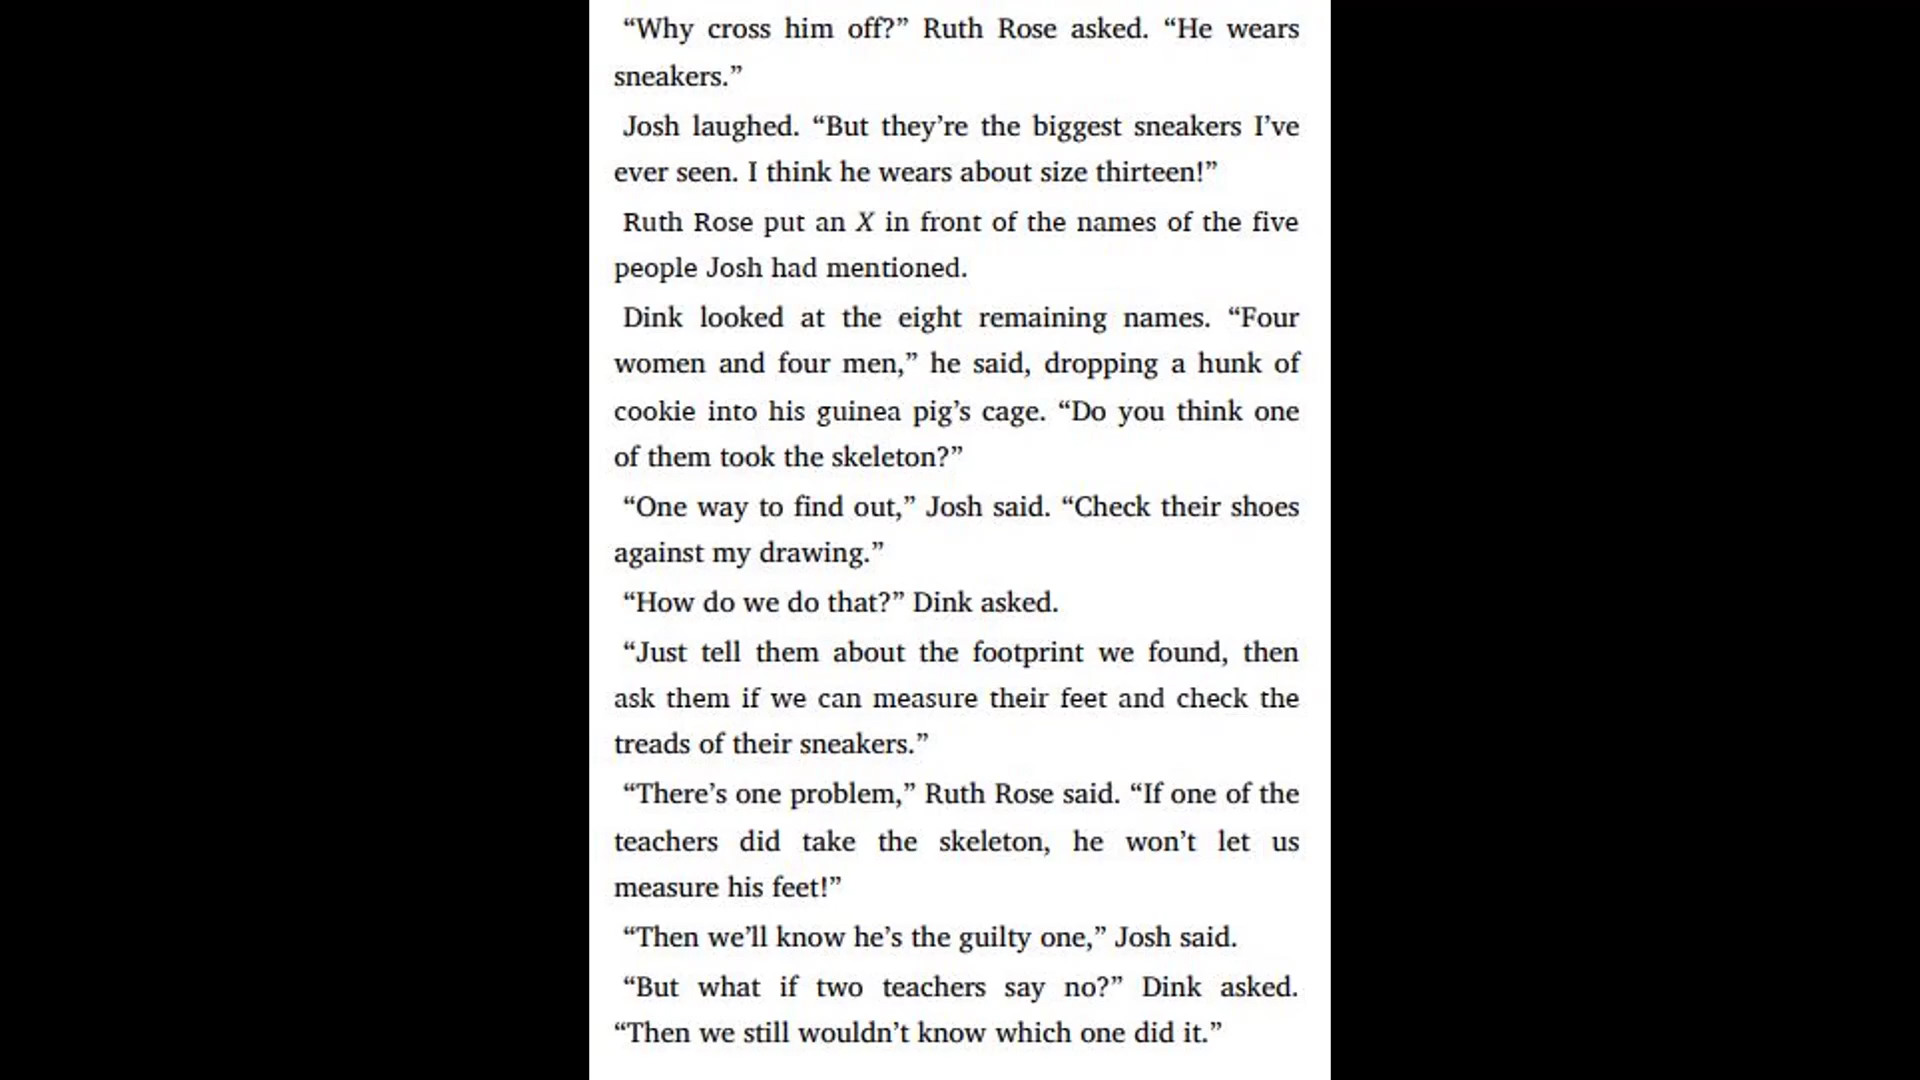 “Why cross him off?” Ruth Rose asked. “He wears
sneakers.”
Josh laughed. “But they’re the biggest sneakers I’ve
ever seen. I think he wears about size thirteen!”
Ruth Rose put an X in front of the names of the five
people Josh had mentioned.
Dink looked at the eight remaining names. “Four
women and four men,” he said, dropping a hunk of
cookie into his guinea pig’s cage. “Do you think one
of them took the skeleton?”
“One way to find out,” Josh said. “Check their shoes
against my drawing.”
“How do we do that?” Dink asked.
“Just tell them about the footprint we found, then
ask them if we can measure their feet and check the
treads of their sneakers.”
“There’s one problem,” Ruth Rose said. “If one of the
teachers did take the skeleton, he won’t let us
measure his feet!”
“Then we’ll know he’s the guilty one,” Josh said.
“But what if two teachers say no?” Dink asked.
“Then we still wouldn’t know which one did it.”